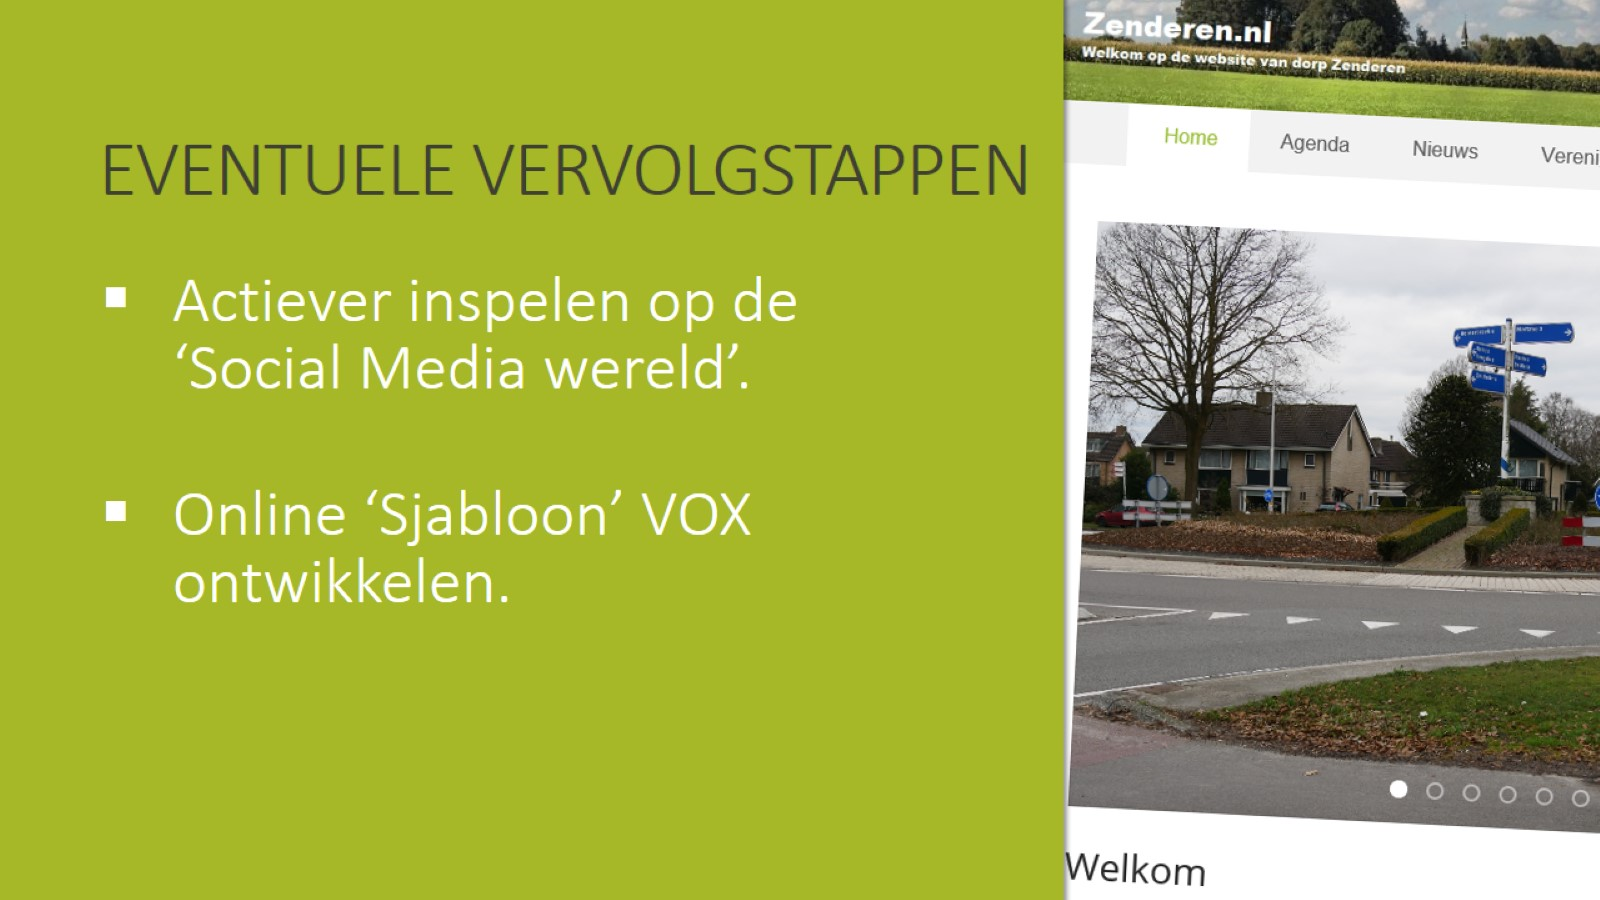 EVENTUELE VERVOLGSTAPPEN
▪ Actiever inspelen op de
‘Social Media wereld’.
▪ Online ‘Sjabloon’ VOX
ontwikkelen.
Zenderen.nl
Welkom op de website van dorp Zenderen
Home Agenda Nieuws Vereni
Welkom